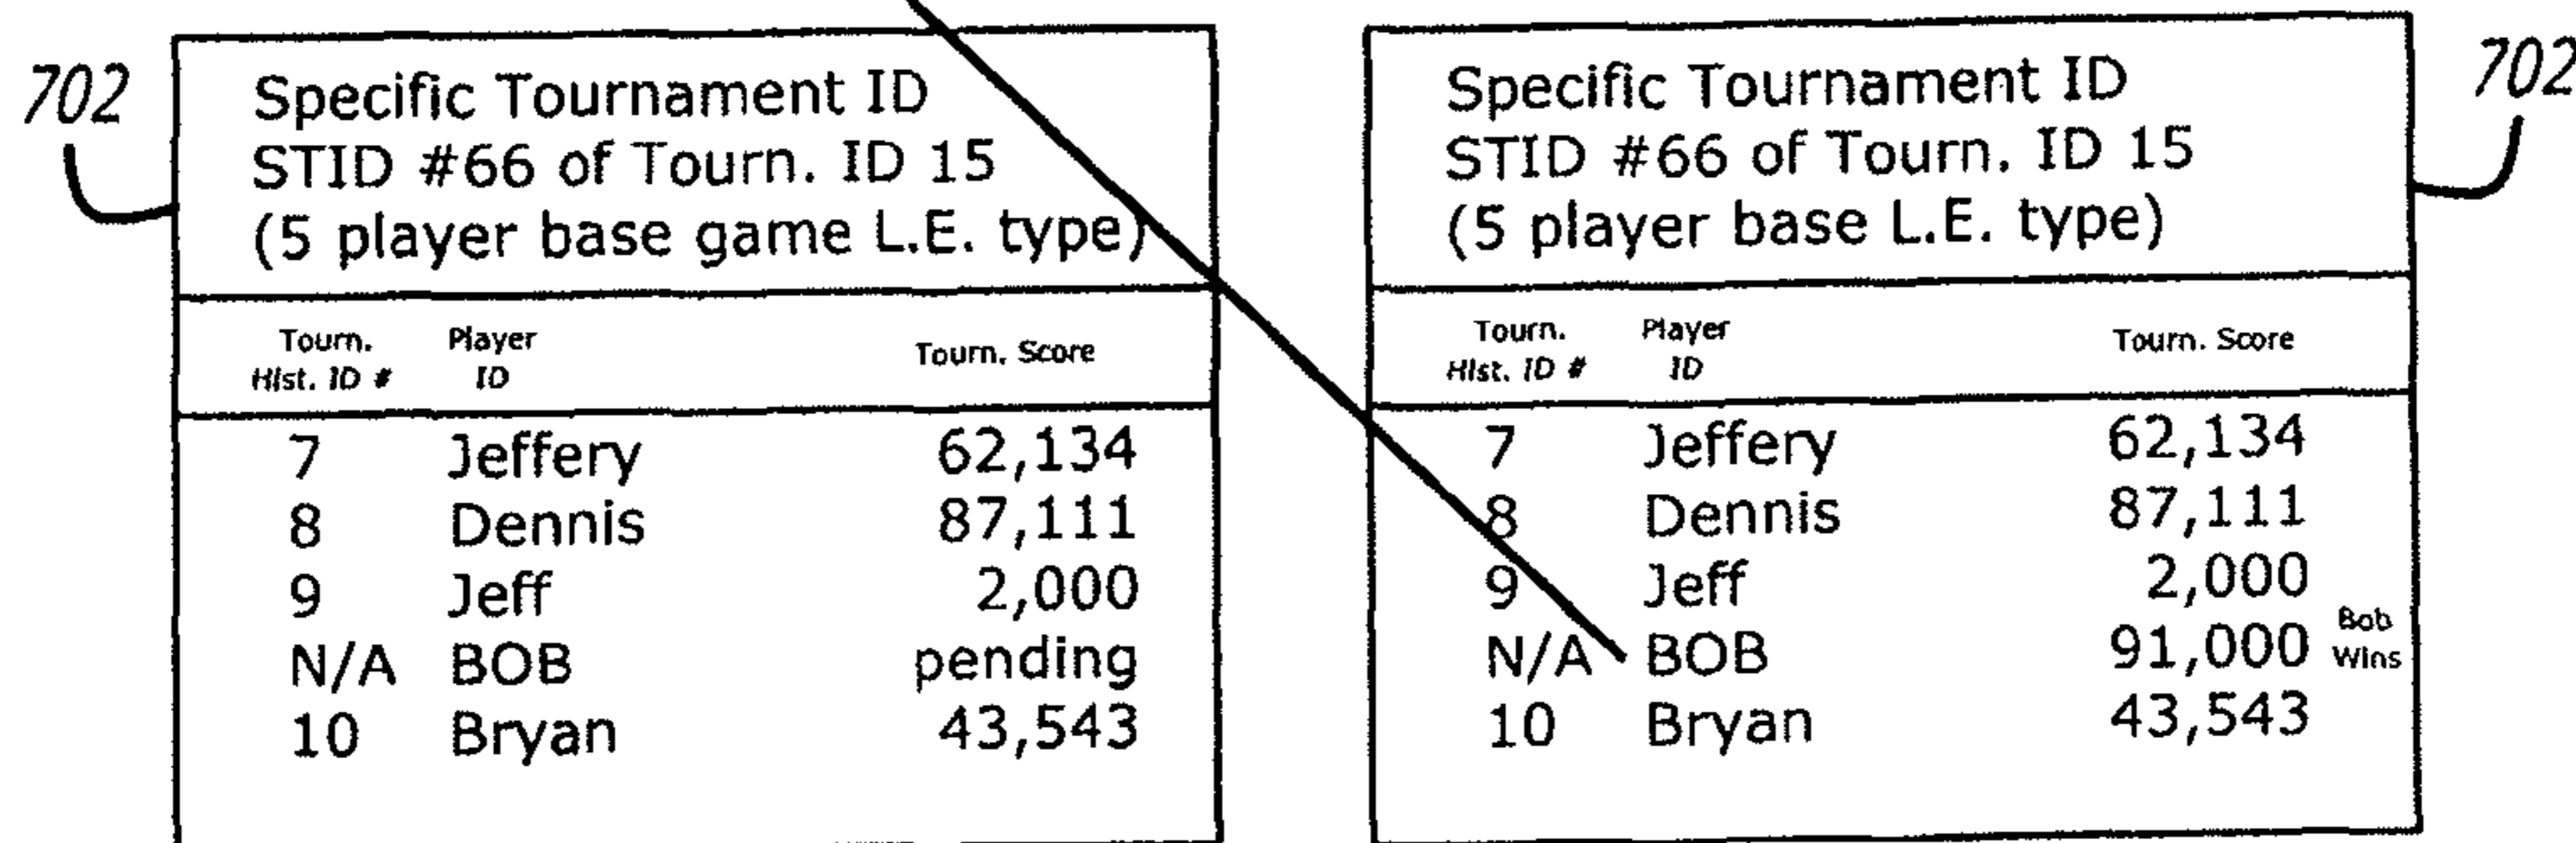 702
Specific Tournament ID
STID #66 of Tourn. ID 15
(5 player base game L.E. type)
Tourn. Player Tourn. Score
Hist. ID # ID
7 Jeffery 62,134
8 Dennis 87,111
9 Jeff 2,000
N/A BOB pending
10 Bryan 43,543
702
Specific Tournament ID
STID #66 of Tourn. ID 15
(5 player base L.E. type)
Tourn. Player Tourn. Score
Hist. ID # ID
7 Jeffery 62,134
8 Dennis 87,111
9 Jeff 2,000
N/A BOB 91,000 Bob Wins
10 Bryan 43,543